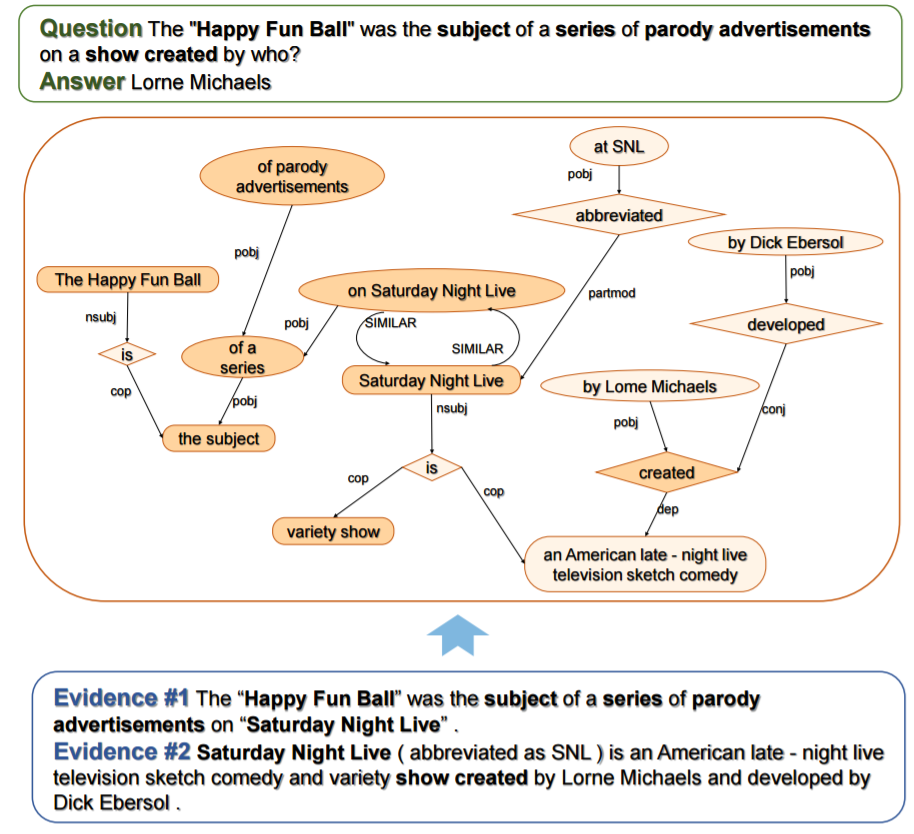 Question The "Happy Fun Ball" was the subject of a series of parody advertisements
on a show created by who?
Answer Lorne Michaels
at SNL
pobj
of parody
advertisements
abbreviated
by Dick Ebersol
pobj
pobj
The Happy Fun Ball
on Saturday Night Live
partmod
nsubj
pobj
SIMILAR
developed
is
of a
series
SIMILAR
Saturday Night Live
by Lome Michaels
cop
pobj
nsubj
conj
pobj
the subject
is
created
cop
cop
dep
variety show
an American late - night live
television sketch comedy
Evidence #1 The “Happy Fun Ball” was the subject of a series of parody
advertisements on “Saturday Night Live” .
Evidence #2 Saturday Night Live ( abbreviated as SNL ) is an American late - night live
television sketch comedy and variety show created by Lorne Michaels and developed by
Dick Ebersol .